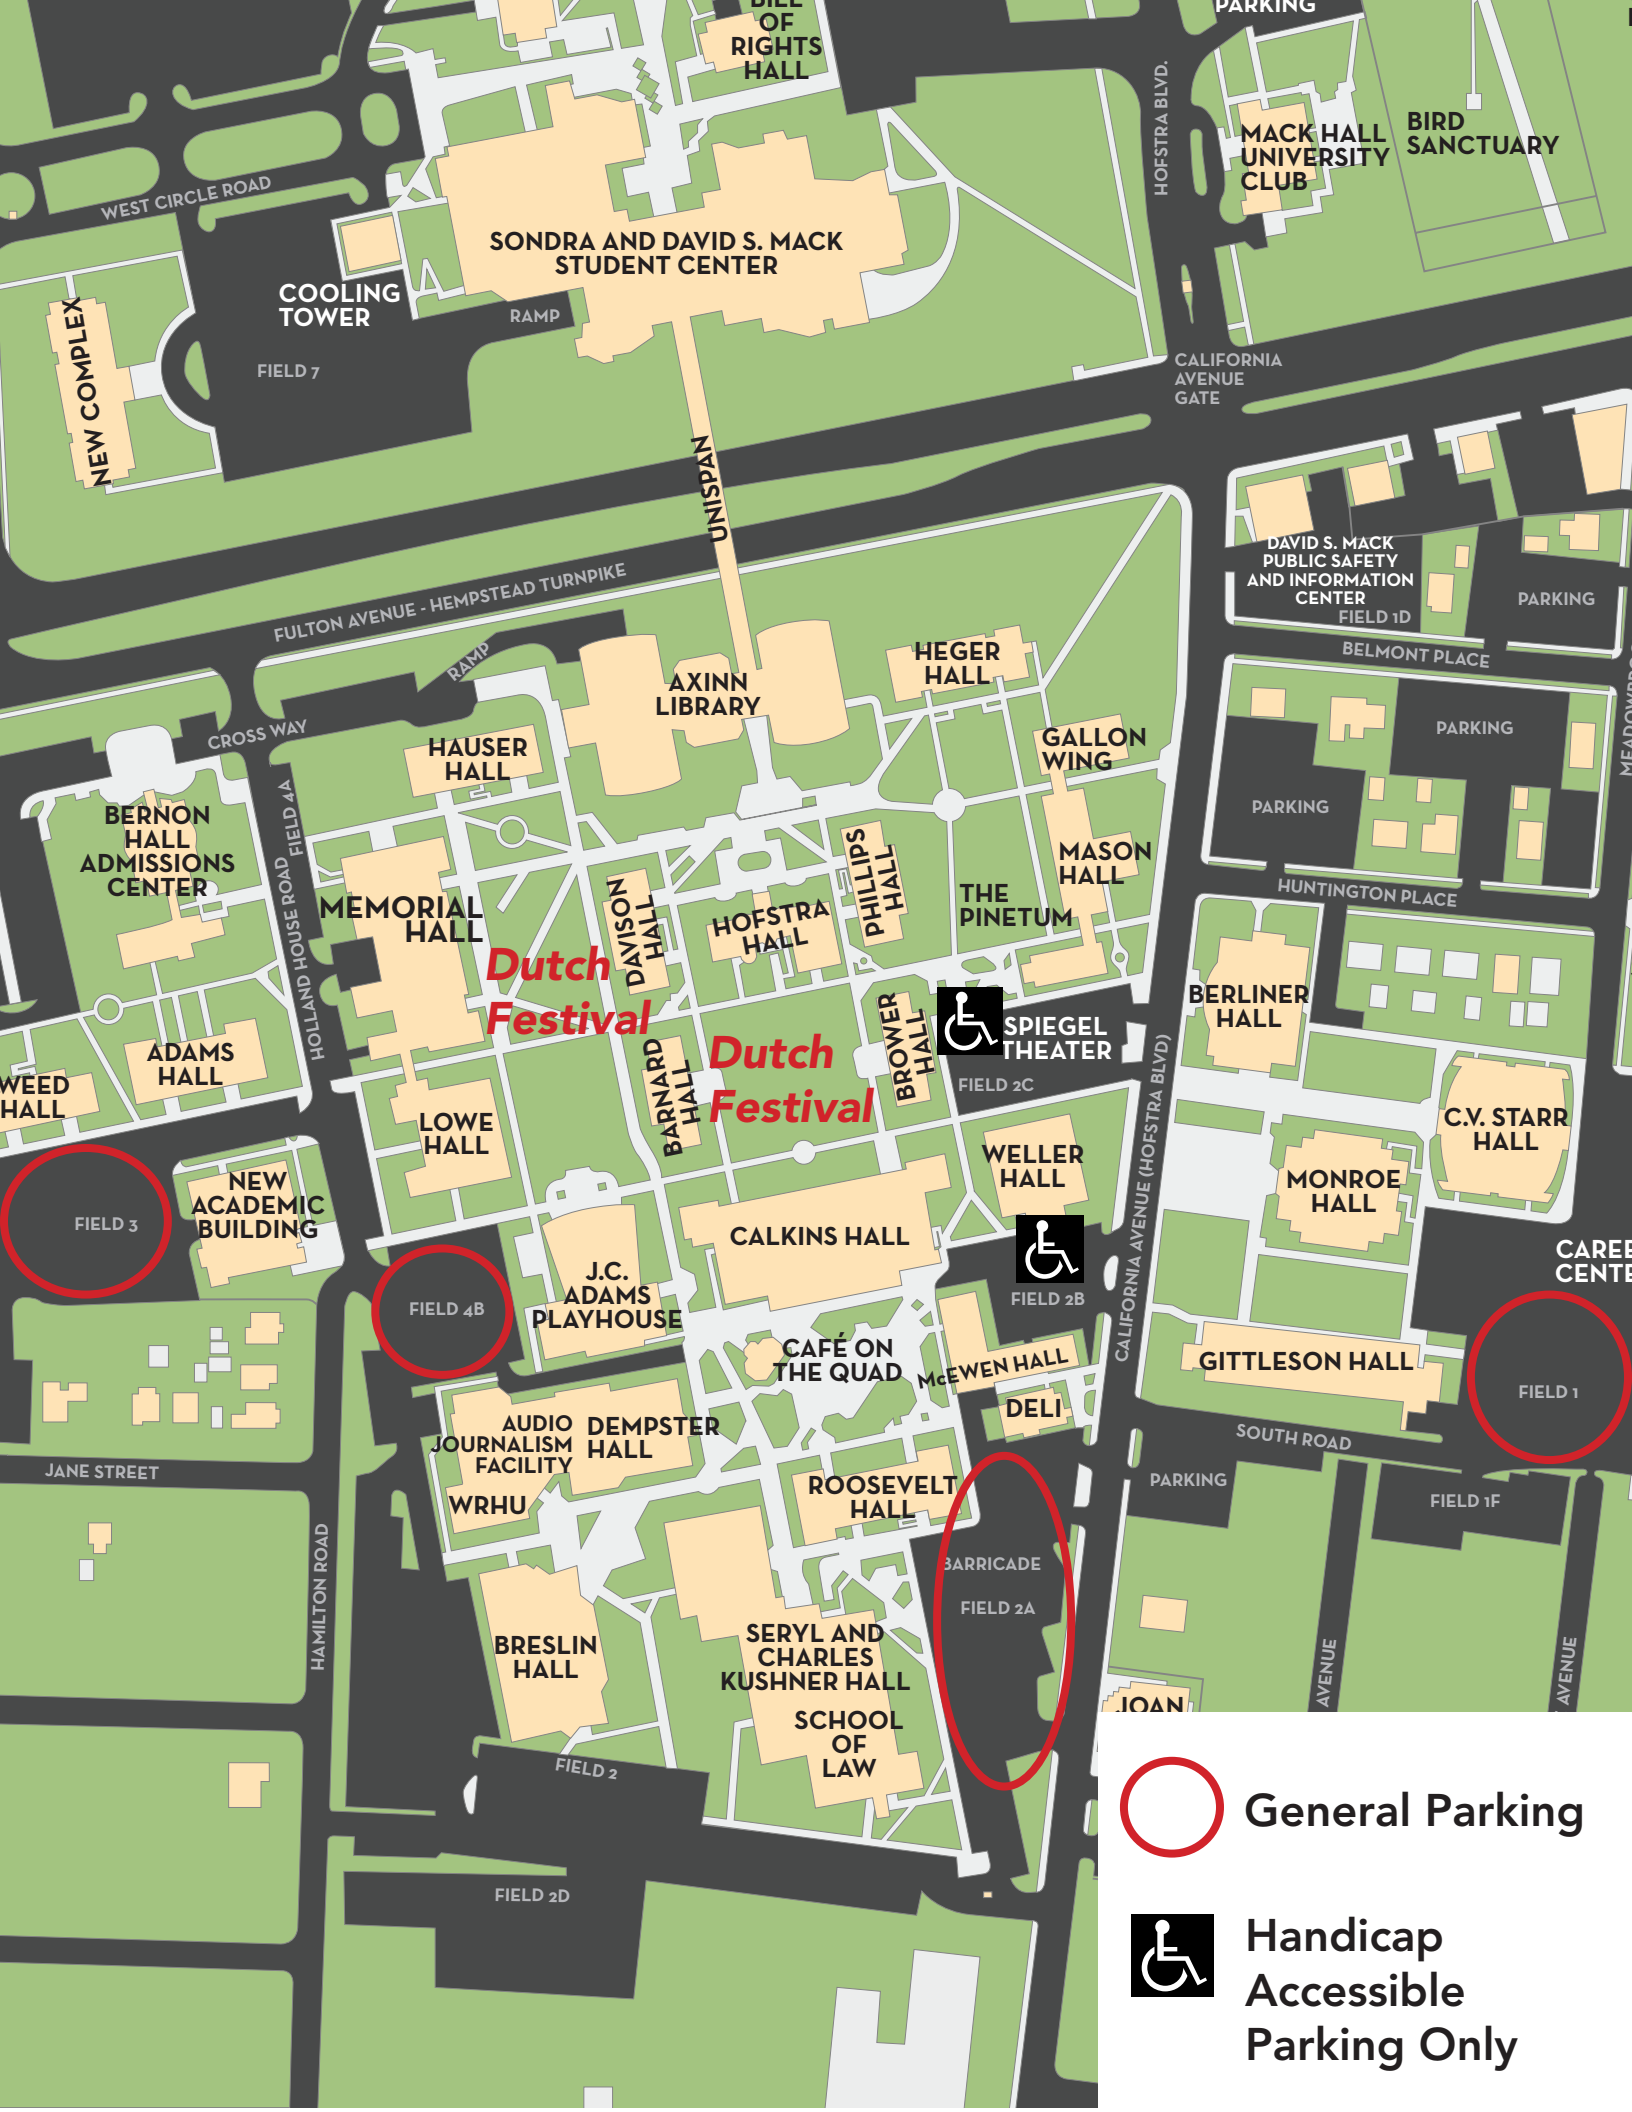 BILL
OF
RIGHTS
HALL
PARKING
HOFSTRA BLVD.
MACK HALL
UNIVERSITY
CLUB
BIRD
SANCTUARY
WEST CIRCLE ROAD
SONDRA AND DAVID S. MACK
STUDENT CENTER
COOLING
TOWER
RAMP
NEW COMPLEX
FIELD 7
CALIFORNIA
AVENUE
GATE
UNISPAN
FULTON AVENUE - HEMPSTEAD TURNPIKE
DAVID S. MACK
PUBLIC SAFETY
AND INFORMATION
CENTER
FIELD 1D
PARKING
BELMONT PLACE
RAMP
AXINN
LIBRARY
HEGER
HALL
CROSS WAY
HAUSER
HALL
GALLON
WING
PARKING
PARKING
FIELD 4A
BERNON
HALL
ADMISSIONS
CENTER
MASON
HALL
PHILLIPS
HALL
HUNTINGTON PLACE
THE
PINETUM
MEMORIAL
HALL
DAVISON
HALL
HOFSTRA
HALL
HOLLAND HOUSE ROAD
Dutch
Festival
BERLINER
HALL
BROWER
HALL
SPIEGEL
THEATER
Dutch
Festival
ADAMS
HALL
WEED
HALL
BARNARD
HALL
FIELD 2C
LOWE
HALL
C.V. STARR
HALL
WELLER
HALL
MONROE
HALL
NEW
ACADEMIC
BUILDING
FIELD 3
CALKINS HALL
CALIFORNIA AVENUE (HOFSTRA BLVD)
J.C.
ADAMS
PLAYHOUSE
FIELD 4B
FIELD 2B
CAFÉ ON
THE QUAD
McEWEN HALL
GITTLESON HALL
FIELD 1
DELI
AUDIO
JOURNALISM
FACILITY
DEMPSTER
HALL
SOUTH ROAD
JANE STREET
WRHU
ROOSEVELT
HALL
PARKING
FIELD 1F
BARRICADE
FIELD 2A
HAMILTON ROAD
BRESLIN
HALL
SERYL AND
CHARLES
KUSHNER HALL
SCHOOL
OF
LAW
AVENUE
AVENUE
JOAN
FIELD 2
FIELD 2D
General Parking
Handicap
Accessible
Parking Only